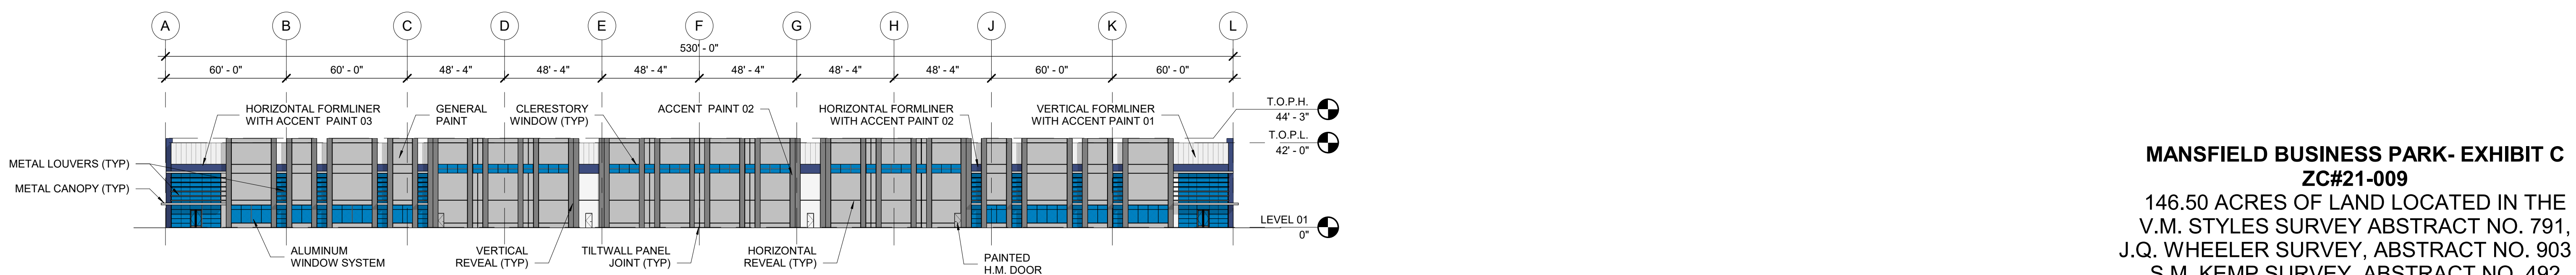 A B C D E F G H J K L
530' - 0"
60' - 0" 60' - 0" 48' - 4" 48' - 4" 48' - 4" 48' - 4" 48' - 4" 48' - 4" 60' - 0" 60' - 0"
HORIZONTAL FORMLINER
WITH ACCENT PAINT 03
GENERAL
PAINT
CLERESTORY
WINDOW (TYP)
ACCENT PAINT 02
HORIZONTAL FORMLINER
WITH ACCENT PAINT 02
VERTICAL FORMLINER
WITH ACCENT PAINT 01
T.O.P.H.
44' - 3"
T.O.P.L.
42' - 0"
METAL LOUVERS (TYP)
METAL CANOPY (TYP)
LEVEL 01
0"
ALUMINUM
WINDOW SYSTEM
VERTICAL
REVEAL (TYP)
TILTWALL PANEL
JOINT (TYP)
HORIZONTAL
REVEAL (TYP)
PAINTED
H.M. DOOR
MANSFIELD BUSINESS PARK- EXHIBIT C
ZC#21-009
146.50 ACRES OF LAND LOCATED IN THE
V.M. STYLES SURVEY ABSTRACT NO. 791,
J.Q. WHEELER SURVEY, ABSTRACT NO. 903
S.M. KEMP SURVEY, ABSTRACT NO. 492